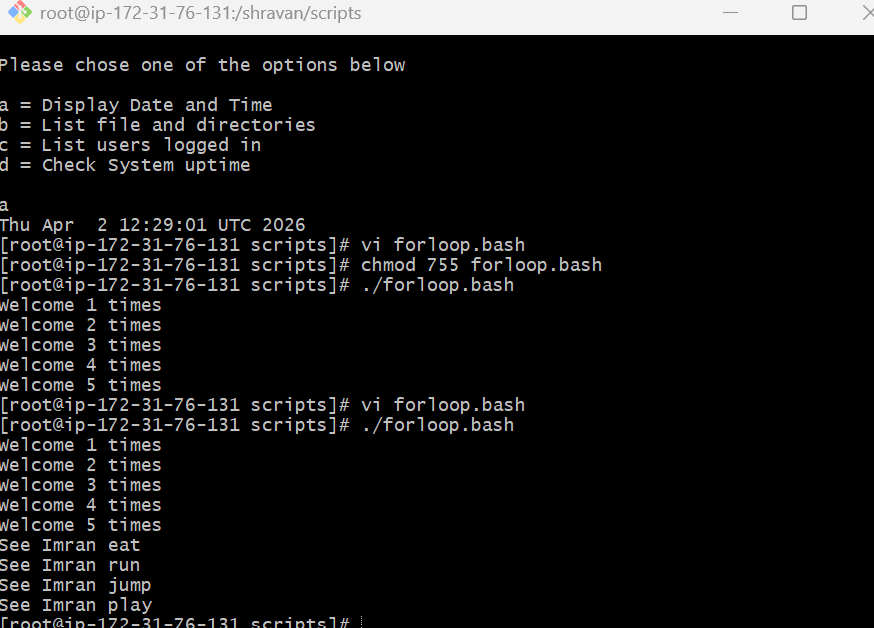 root@ip-172-31-76-131:/shravan/scripts
Please chose one of the options below
a = Display Date and Time
b = List file and directories
c = List users logged in
d = Check System uptime
a
Thu Apr  2 12:29:01 UTC 2026
[root@ip-172-31-76-131 scripts]# vi forloop.bash
[root@ip-172-31-76-131 scripts]# chmod 755 forloop.bash
[root@ip-172-31-76-131 scripts]# ./forloop.bash
Welcome 1 times
Welcome 2 times
Welcome 3 times
Welcome 4 times
Welcome 5 times
[root@ip-172-31-76-131 scripts]# vi forloop.bash
[root@ip-172-31-76-131 scripts]# ./forloop.bash
Welcome 1 times
Welcome 2 times
Welcome 3 times
Welcome 4 times
Welcome 5 times
See Imran eat
See Imran run
See Imran jump
See Imran play
[root@ip-172-31-76-131 scripts]#